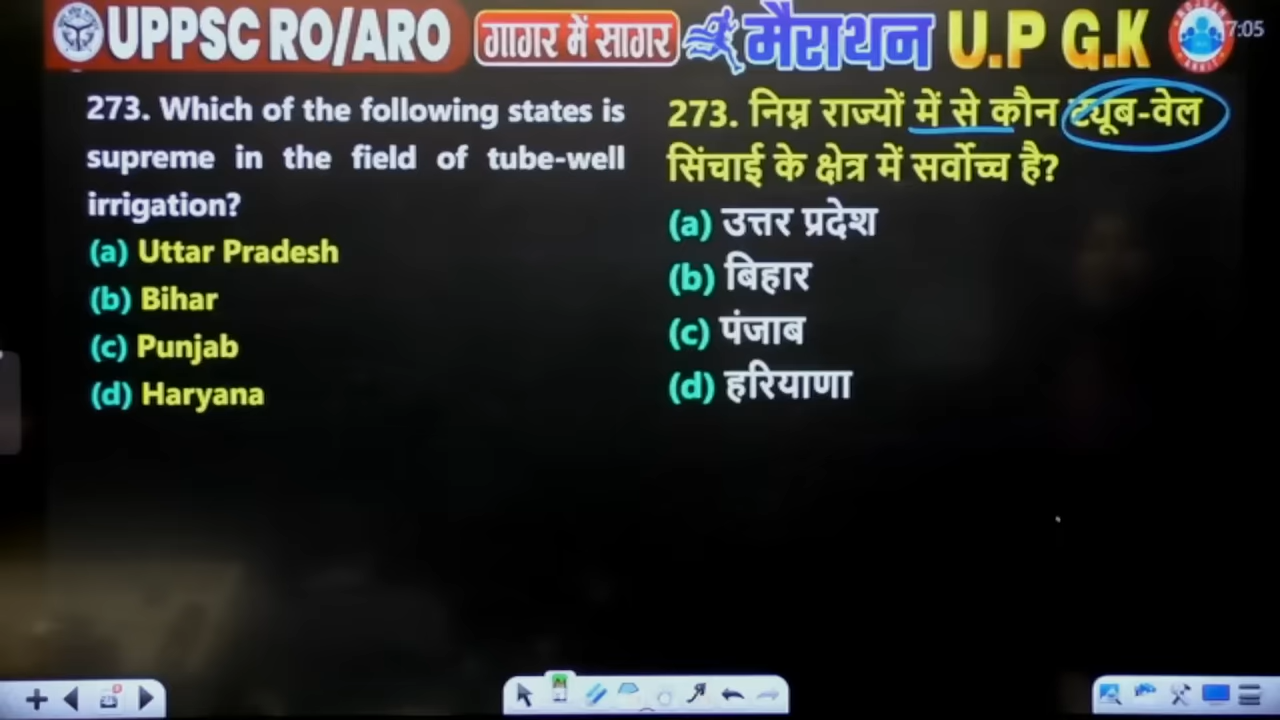 UPPSC RO/ARO गागर में सागर मैराथन U.P G.K
7:05
273. Which of the following states is
supreme in the field of tube-well
irrigation?
(a) Uttar Pradesh
(b) Bihar
(c) Punjab
(d) Haryana
273. निम्न राज्यों में से कौन ट्यूब-वेल
सिंचाई के क्षेत्र में सर्वोच्च है?
(a) उत्तर प्रदेश
(b) बिहार
(c) पंजाब
(d) हरियाणा